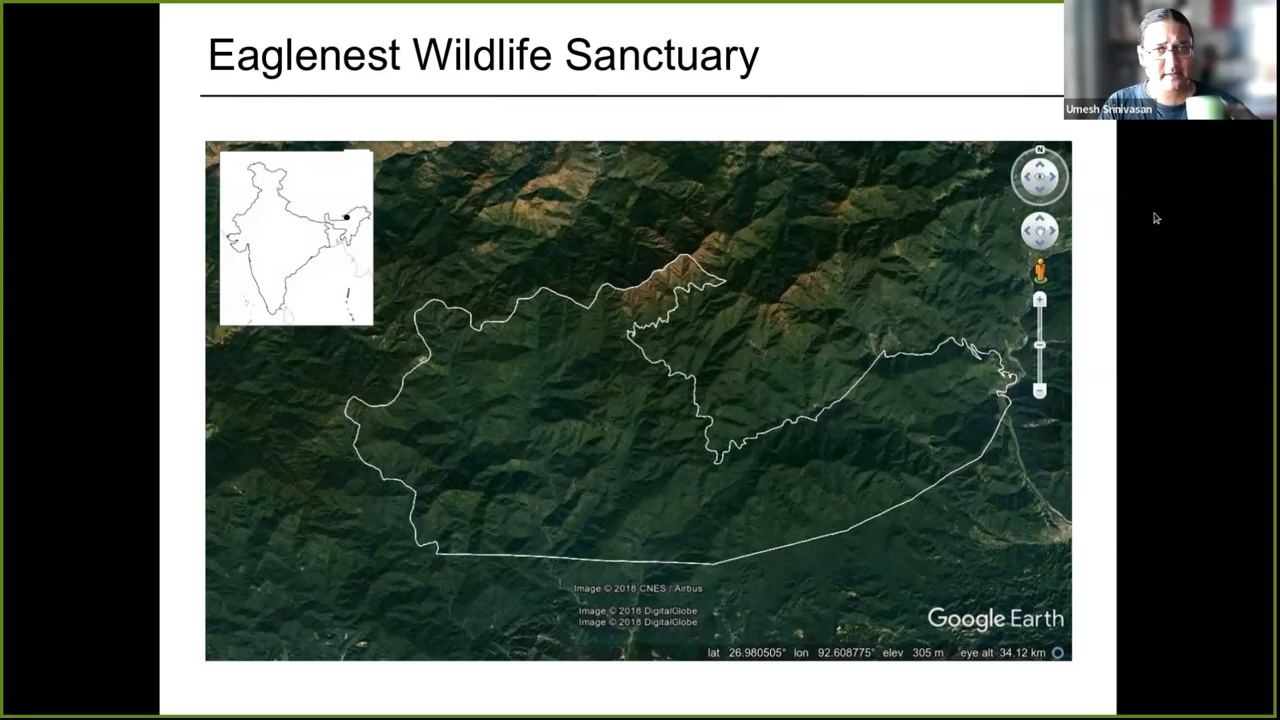 Eaglenest Wildlife Sanctuary
Umesh Srinivasan
N
Image © 2018 CNES / Airbus
Image © 2018 DigitalGlobe
Image © 2018 DigitalGlobe
Google Earth
lat 26.980505° lon 92.608775° elev 305 m eye alt 34.12 km